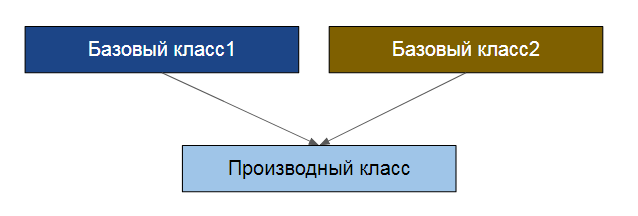 Базовый класс1
Базовый класс2
Производный класс